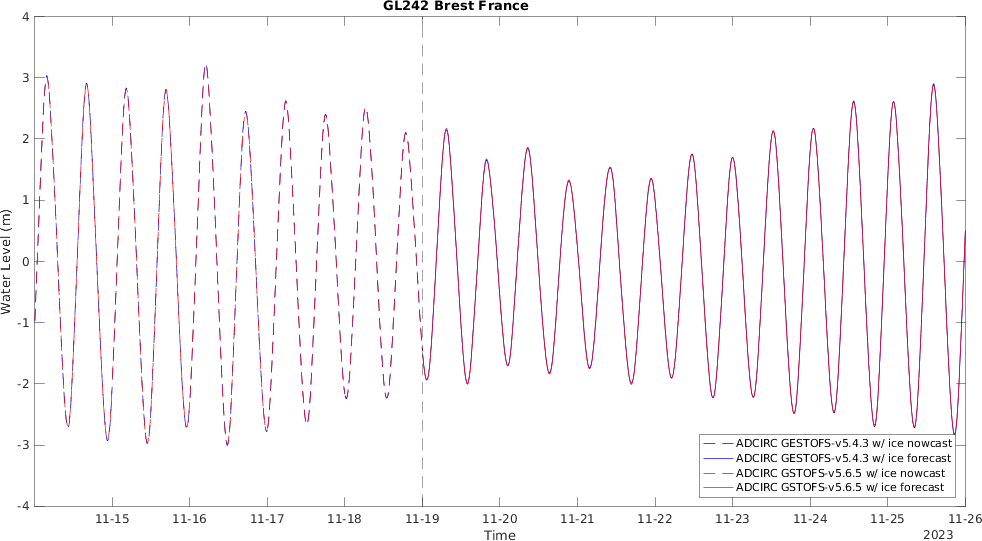 GL242 Brest France
4
3
2
1
0
-1
-2
-3
-4
Water Level (m)
ADCIRC GESTOFS-v5.4.3 w/ ice nowcast
ADCIRC GESTOFS-v5.4.3 w/ ice forecast
ADCIRC GSTOFS-v5.6.5 w/ ice nowcast
ADCIRC GSTOFS-v5.6.5 w/ ice forecast
11-15 11-16 11-17 11-18 11-19 11-20 11-21 11-22 11-23 11-24 11-25 11-26
Time
2023